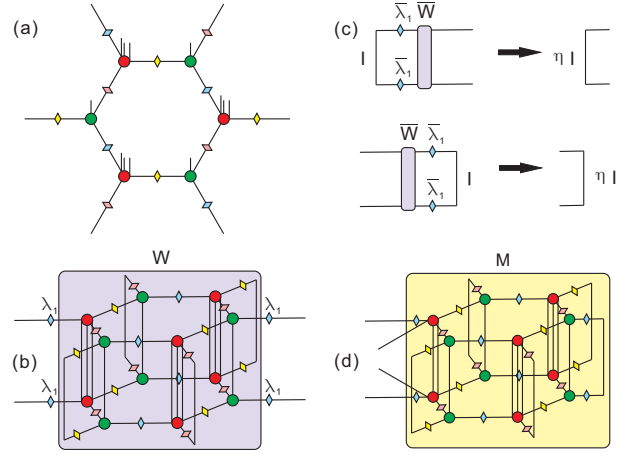 (a)
(c)
λ̅₁ W̅
I
λ̅₁
η I
W̅ λ̅₁
λ̅₁
I
η I
W
λ₁ λ₁
(b)
λ₁ λ₁
M
(d)